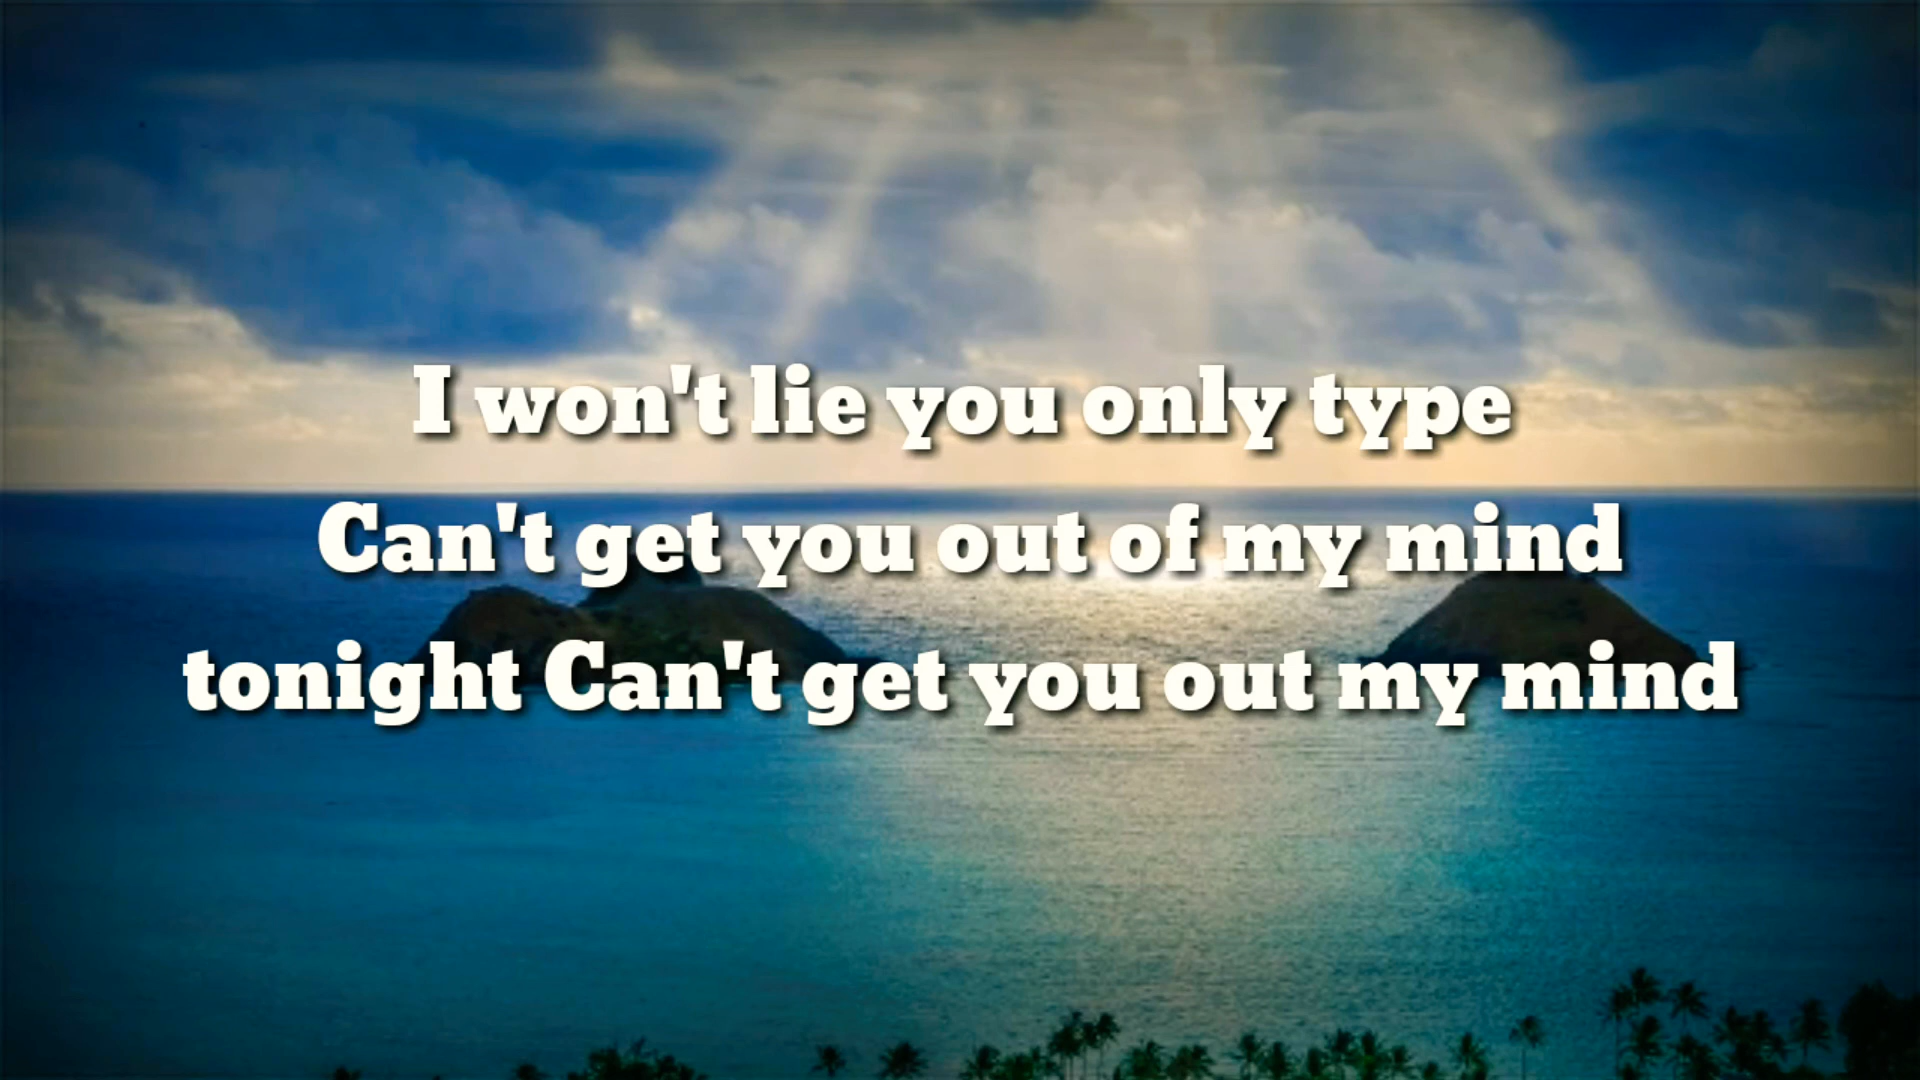 I won't lie you only type
Can't get you out of my mind
tonight Can't get you out my mind